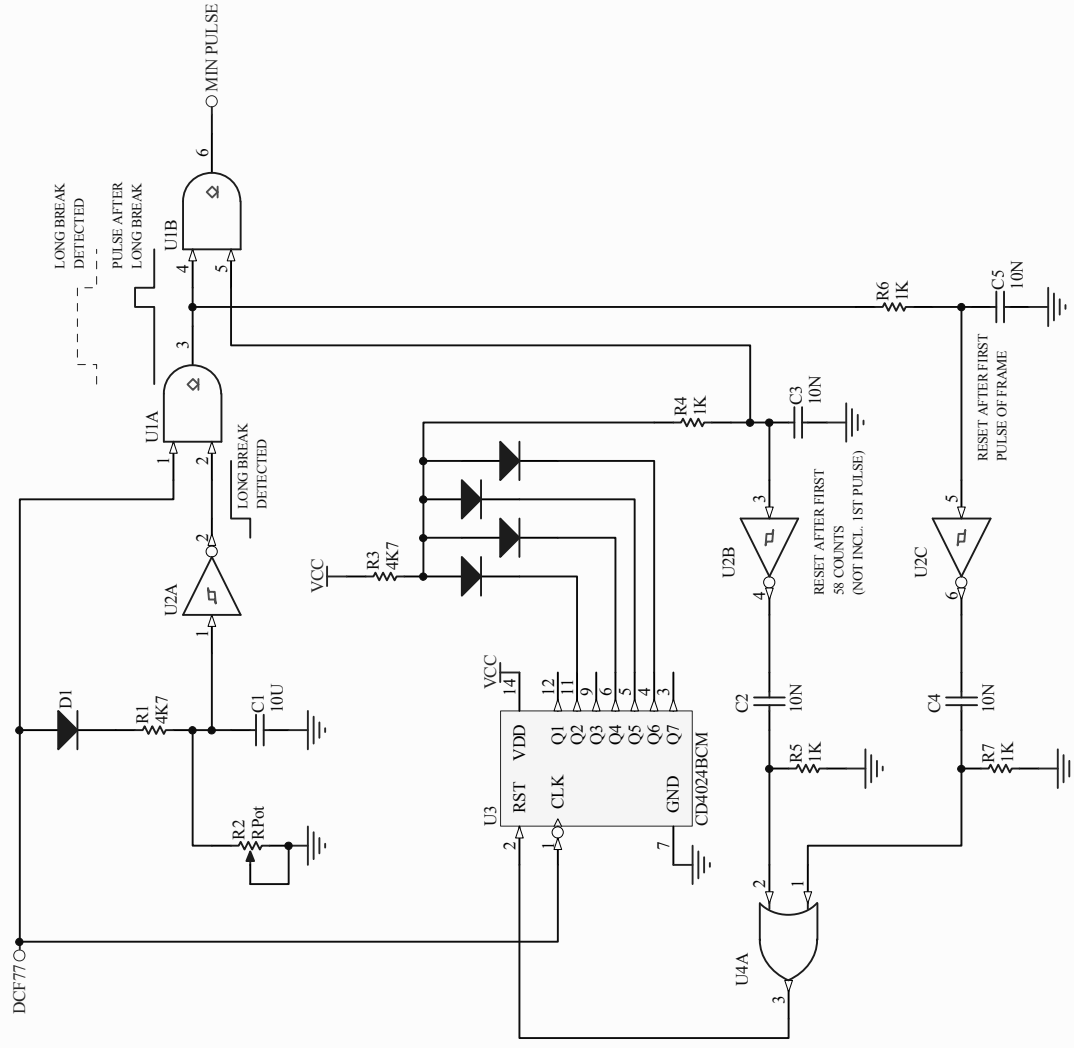 MIN PULSE
6
U1B
4
5
LONG BREAK
DETECTED
PULSE AFTER
LONG BREAK
3
U1A
1
2
LONG BREAK
DETECTED
2
U2A
1
D1
R1
4K7
C1
10U
R2
RPot
DCF77
VCC
R3
4K7
R4
1K
C3
10N
R6
1K
C5
10N
RESET AFTER FIRST
PULSE OF FRAME
3
U2B
4
RESET AFTER FIRST
58 COUNTS
(NOT INCL. 1ST PULSE)
5
U2C
6
VCC
14
12
11
9
6
5
4
3
VDD
Q1
Q2
Q3
Q4
Q5
Q6
Q7
U3
RST
CLK
GND
CD4024BCM
2
1
7
C2
10N
R5
1K
C4
10N
R7
1K
2
1
U4A
3